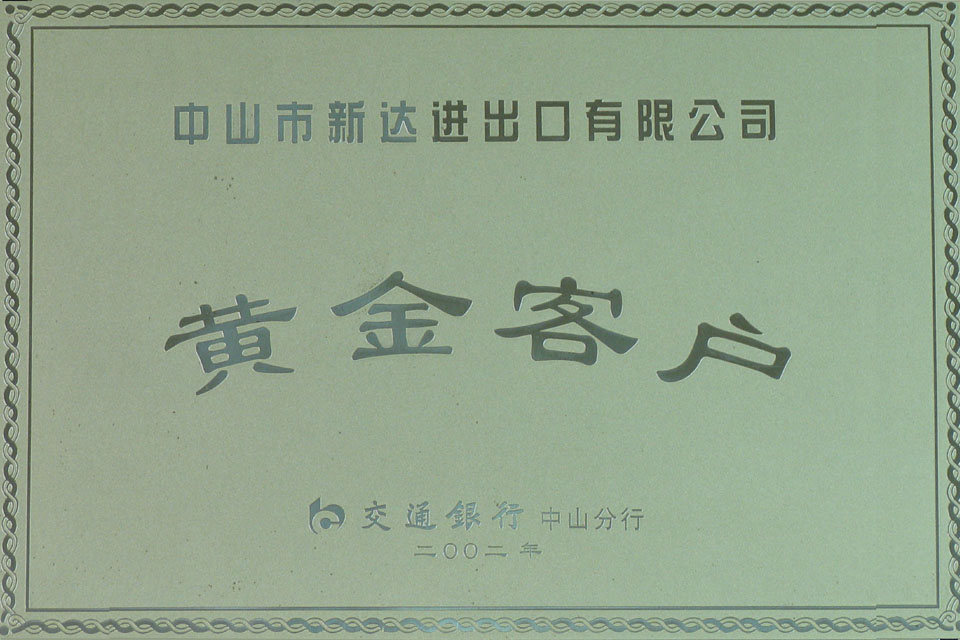 中山市新达进出口有限公司
黄金客户
交通銀行 中山分行
二〇〇二年